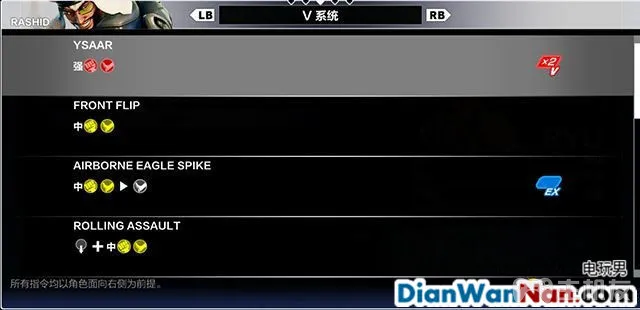 RASHID
LB
V 系统
RB
YSAAR
强
×2
V
FRONT FLIP
中
AIRBORNE EAGLE SPIKE
中
EX
ROLLING ASSAULT
中
所有指令均以角色面向右侧为前提。
电玩男
DianWanNan.com